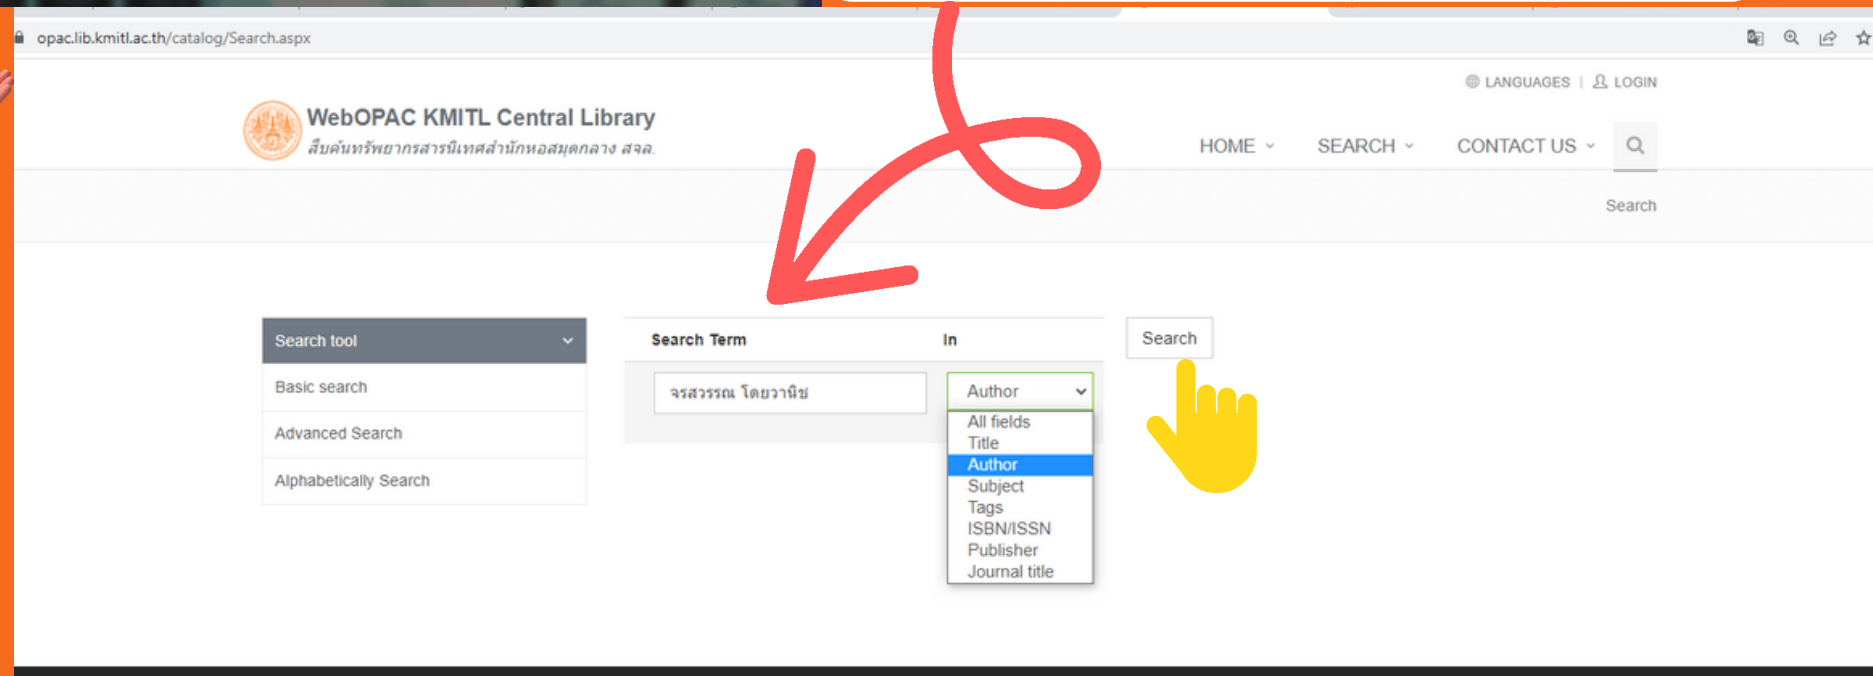 opac.lib.kmitl.ac.th/catalog/Search.aspx
LANGUAGES | LOGIN
WebOPAC KMITL Central Library
สืบค้นทรัพยากรสารนิเทศสำนักหอสมุดกลาง สจล.
HOME SEARCH CONTACT US
Search
Search tool
Basic search
Advanced Search
Alphabetically Search
Search Term In
จรสวรรณ โดยวานิช Author
All fields
Title
Author
Subject
Tags
ISBN/ISSN
Publisher
Journal title
Search